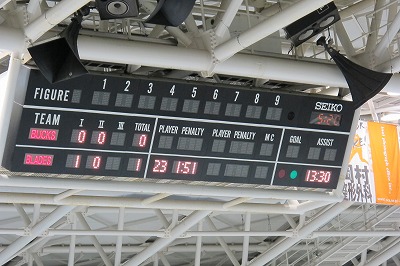 1 2 3 4 5 6 7 8 9
FIGURE
SEIKO
TEAM I II III TOTAL PLAYER PENALTY PLAYER PENALTY M C GOAL ASSIST
BUCKS 0 0 0
BLADES 1 0 1 23 1:51 13:30